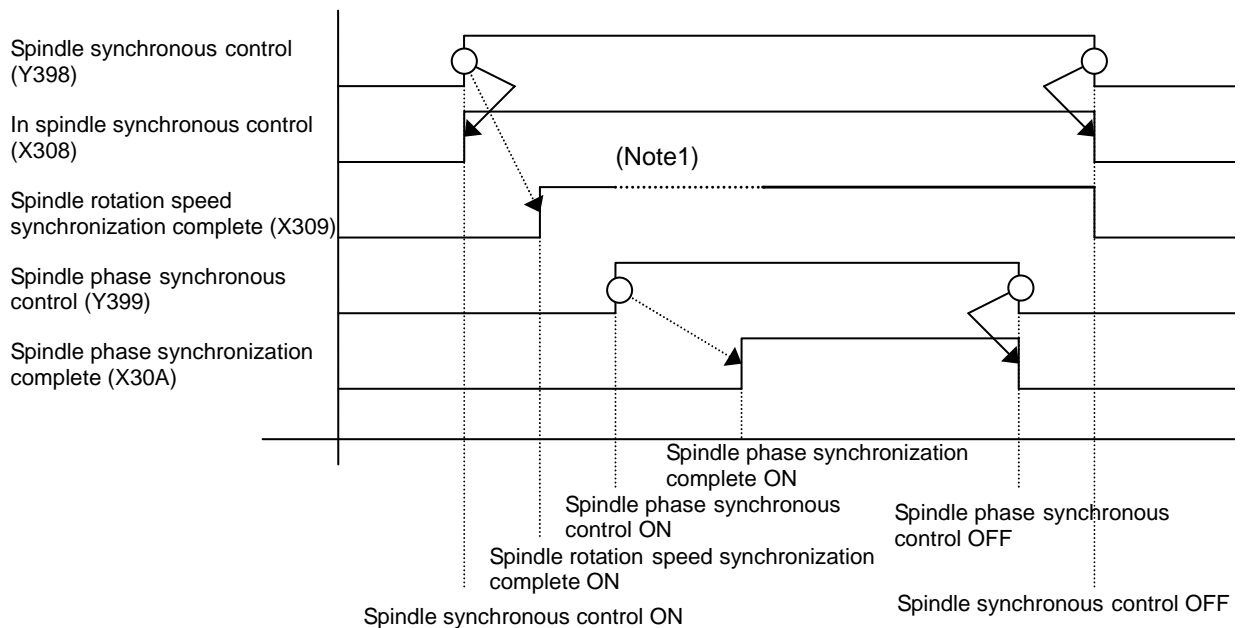 Spindle synchronous control
(Y398)
In spindle synchronous control
(X308)
(Note1)
Spindle rotation speed
synchronization complete (X309)
Spindle phase synchronous
control (Y399)
Spindle phase synchronization
complete (X30A)
Spindle phase synchronization
complete ON
Spindle phase synchronous
control ON
Spindle phase synchronous
control OFF
Spindle rotation speed synchronization
complete ON
Spindle synchronous control OFF
Spindle synchronous control ON